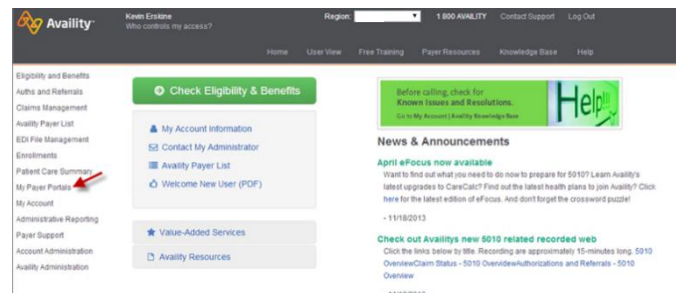 Availity
Kevin Erskine
Who controls my access?
Region:
1 800 AVAILITY
Contact Support
Log Out
Home
User View
Free Training
Payer Resources
Knowledge Base
Help
Eligibility and Benefits
Auths and Referrals
Claims Management
Availity Payer List
EDI File Management
Enrollments
Patient Care Summary
My Payer Portals
My Account
Administrative Reporting
Payer Support
Account Administration
Availity Administration
Check Eligibility & Benefits
My Account Information
Contact My Administrator
Availity Payer List
Welcome New User (PDF)
Value-Added Services
Availity Resources
Before calling, check for
Known Issues and Resolutions.
Go to My Account | Availity Knowledge Base
Help!!!
News & Announcements
April eFocus now available
Want to find out what you need to do now to prepare for 5010? Learn Availity's
latest upgrades to CareCalc? Find out the latest health plans to join Availity? Click
here for the latest edition of eFocus. And don't forget the crossword puzzle!
- 11/18/2013
Check out Availitys new 5010 related recorded web
Click the links below by title. Recording are approximately 15-minutes long. 5010
OverviewClaim Status - 5010 OvervidewAuthorizations and Referrals - 5010
Overview